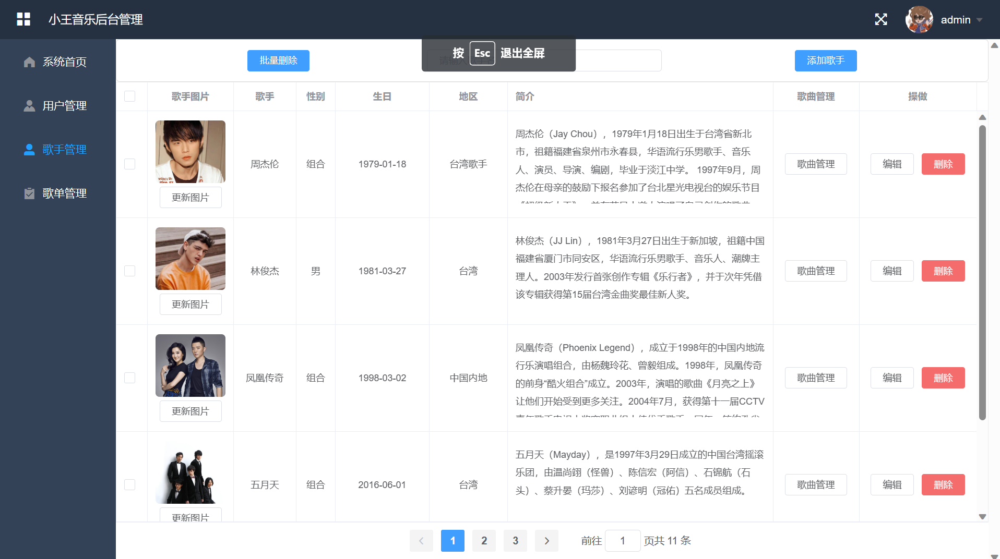 小王音乐后台管理
admin
系统首页
用户管理
歌手管理
歌单管理
批量删除
按 Esc 退出全屏
添加歌手
歌手图片 歌手 性别 生日 地区 简介 歌曲管理 操做
更新图片
周杰伦 组合 1979-01-18 台湾歌手
周杰伦（Jay Chou），1979年1月18日出生于台湾省新北
市，祖籍福建省泉州市永春县，华语流行乐男歌手、音乐
人、演员、导演、编剧，毕业于淡江中学。 1997年9月，周
杰伦在母亲的鼓励下报名参加了台北星光电视台的娱乐节目
歌曲管理 编辑 删除
更新图片
林俊杰 男 1981-03-27 台湾
林俊杰（JJ Lin），1981年3月27日出生于新加坡，祖籍中国
福建省厦门市同安区，华语流行乐男歌手、音乐人、潮牌主
理人。2003年发行首张创作专辑《乐行者》，并于次年凭借
该专辑获得第15届台湾金曲奖最佳新人奖。
歌曲管理 编辑 删除
更新图片
凤凰传奇 组合 1998-03-02 中国内地
凤凰传奇（Phoenix Legend），成立于1998年的中国内地流
行乐演唱组合，由杨魏玲花、曾毅组成。1998年，凤凰传奇
的前身“酷火组合”成立。2003年，演唱的歌曲《月亮之上》
让他们开始受到更多关注。2004年7月，获得第十一届CCTV
歌曲管理 编辑 删除
更新图片
五月天 组合 2016-06-01 台湾
五月天（Mayday），是1997年3月29日成立的中国台湾摇滚
乐团，由温尚翊（怪兽）、陈信宏（阿信）、石锦航（石
头）、蔡升晏（玛莎）、刘谚明（冠佑）五名成员组成。
歌曲管理 编辑 删除
1 2 3 前往 1 页共 11 条